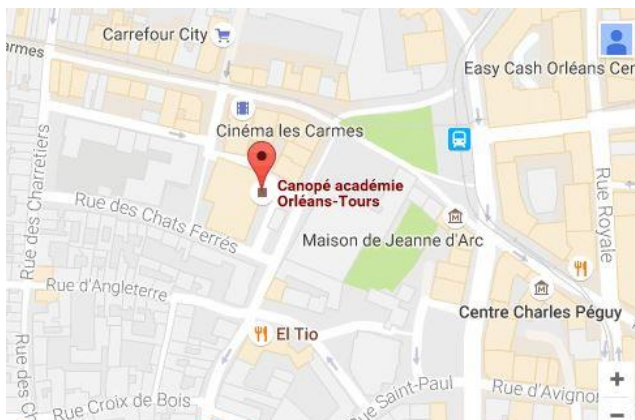 Carrefour City
armes
Easy Cash Orléans Cen
Cinéma les Carmes
Canopé académie
Orléans-Tours
Rue des Charretiers
Rue des Chats Ferrés
Maison de Jeanne d'Arc
Rue Royale
Rue d'Angleterre
Centre Charles Péguy
El Tio
Rue des Ch
Rue Croix de Bois
Rue Saint-Paul
Rue d'Avignon
+
−